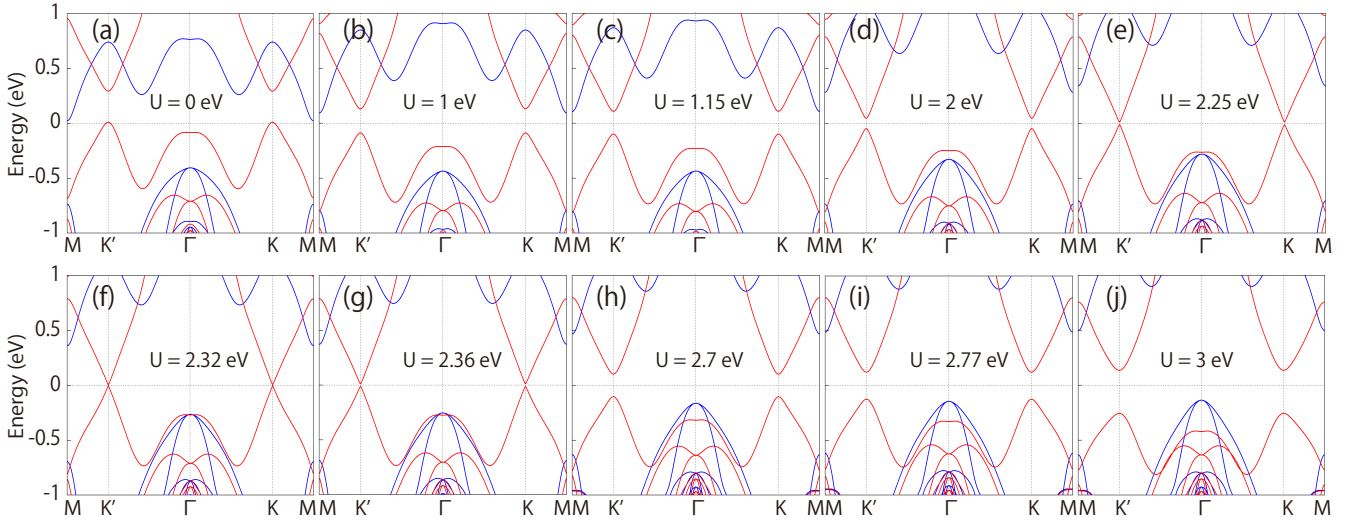 (a) (b) (c) (d) (e)
1
0.5
0
-0.5
-1
Energy (eV)
U = 0 eV U = 1 eV U = 1.15 eV U = 2 eV U = 2.25 eV
M K′ Γ K M K′ Γ K M K′ Γ K M K′ Γ K M K′ Γ K M
(f) (g) (h) (i) (j)
1
0.5
0
-0.5
-1
Energy (eV)
U = 2.32 eV U = 2.36 eV U = 2.7 eV U = 2.77 eV U = 3 eV
M K′ Γ K M K′ Γ K M K′ Γ K M K′ Γ K M K′ Γ K M